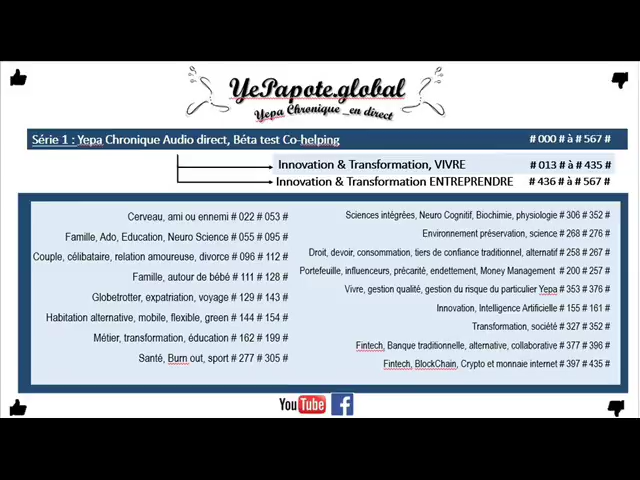 YePapote.global
Yepa Chronique _en direct
Série 1 : Yepa Chronique Audio direct, Béta test Co-helping # 000 # à # 567 #
Innovation & Transformation, VIVRE # 013 # à # 435 #
Innovation & Transformation ENTREPRENDRE # 436 # à # 567 #
Cerveau, ami ou ennemi # 022 # 053 #
Famille, Ado, Education, Neuro Science # 055 # 095 #
Couple, célibataire, relation amoureuse, divorce # 096 # 112 #
Famille, autour de bébé # 111 # 128 #
Globetrotter, expatriation, voyage # 129 # 143 #
Habitation alternative, mobile, flexible, green # 144 # 154 #
Métier, transformation, éducation # 162 # 199 #
Santé, Burn out, sport # 277 # 305 #
Sciences intégrées, Neuro Cognitif, Biochimie, physiologie # 306 # 352 #
Environnement préservation, science # 268 # 276 #
Droit, devoir, consommation, tiers de confiance traditionnel, alternatif # 258 # 267 #
Portefeuille, influenceurs, précarité, endettement, Money Management # 200 # 257 #
Vivre, gestion qualité, gestion du risque du particulier Yepa # 353 # 376 #
Innovation, Intelligence Artificielle # 155 # 161 #
Transformation, société # 327 # 352 #
Fintech, Banque traditionnelle, alternative, collaborative # 377 # 396 #
Fintech, BlockChain, Crypto et monnaie internet # 397 # 435 #
YouTube f